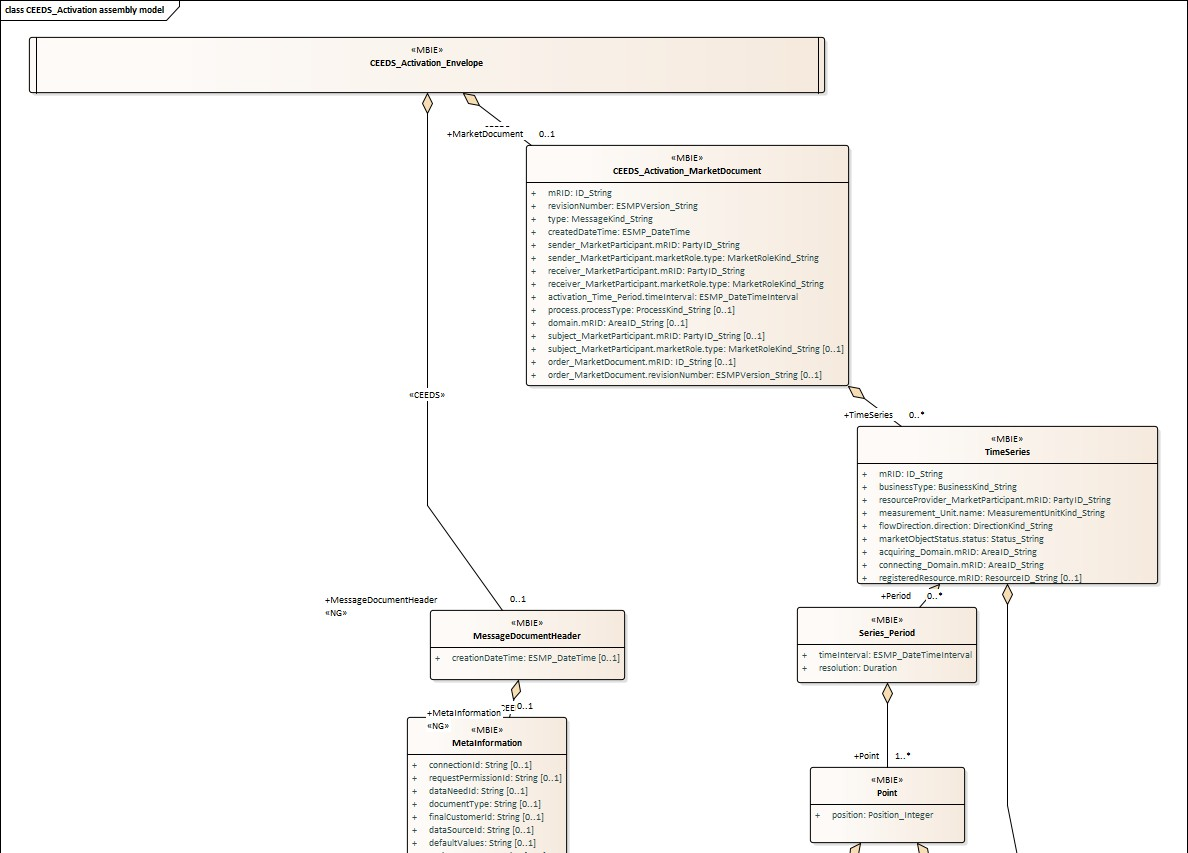 class CEEDS_Activation assembly model
«MBIE»
CEEDS_Activation_Envelope
+MarketDocument 0..1
«MBIE»
CEEDS_Activation_MarketDocument
+ mRID: ID_String
+ revisionNumber: ESMPVersion_String
+ type: MessageKind_String
+ createdDateTime: ESMP_DateTime
+ sender_MarketParticipant.mRID: PartyID_String
+ sender_MarketParticipant.marketRole.type: MarketRoleKind_String
+ receiver_MarketParticipant.mRID: PartyID_String
+ receiver_MarketParticipant.marketRole.type: MarketRoleKind_String
+ activation_Time_Period.timeInterval: ESMP_DateTimeInterval
+ process.processType: ProcessKind_String [0..1]
+ domain.mRID: AreaID_String [0..1]
+ subject_MarketParticipant.mRID: PartyID_String [0..1]
+ subject_MarketParticipant.marketRole.type: MarketRoleKind_String [0..1]
+ order_MarketDocument.mRID: ID_String [0..1]
+ order_MarketDocument.revisionNumber: ESMPVersion_String [0..1]
«CEEDS»
+TimeSeries 0..*
«MBIE»
TimeSeries
+ mRID: ID_String
+ businessType: BusinessKind_String
+ resourceProvider_MarketParticipant.mRID: PartyID_String
+ measurement_Unit.name: MeasurementUnitKind_String
+ flowDirection.direction: DirectionKind_String
+ marketObjectStatus.status: Status_String
+ acquiring_Domain.mRID: AreaID_String
+ connecting_Domain.mRID: AreaID_String
+ registeredResource.mRID: ResourceID_String [0..1]
+Period 0..*
+MessageDocumentHeader 0..1
«NG»
«MBIE»
MessageDocumentHeader
+ creationDateTime: ESMP_DateTime [0..1]
«MBIE»
Series_Period
+ timeInterval: ESMP_DateTimeInterval
+ resolution: Duration
+MetaInformation 0..1
«NG»
«MBIE»
MetaInformation
+ connectionId: String [0..1]
+ requestPermissionId: String [0..1]
+ dataNeedId: String [0..1]
+ documentType: String [0..1]
+ finalCustomerId: String [0..1]
+ dataSourceId: String [0..1]
+ defaultValues: String [0..1]
+Point 1..*
«MBIE»
Point
+ position: Position_Integer